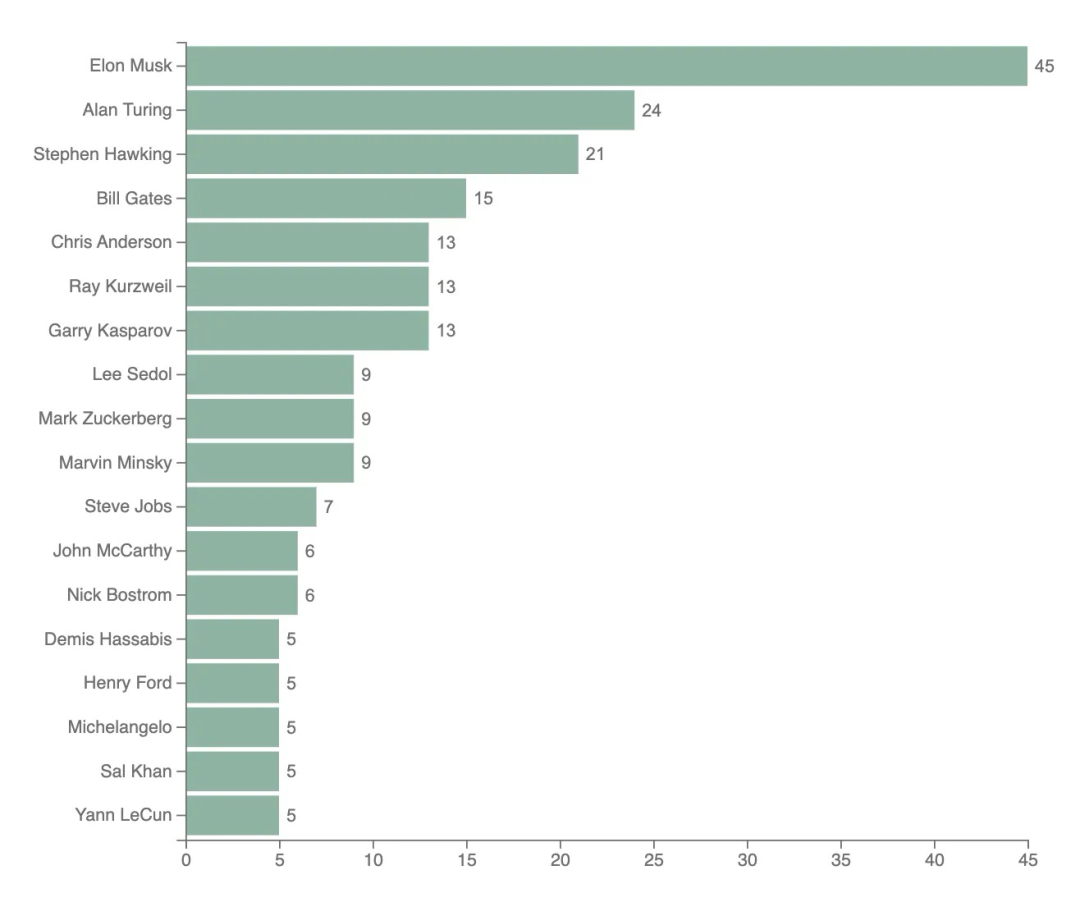 Elon Musk 45
Alan Turing 24
Stephen Hawking 21
Bill Gates 15
Chris Anderson 13
Ray Kurzweil 13
Garry Kasparov 13
Lee Sedol 9
Mark Zuckerberg 9
Marvin Minsky 9
Steve Jobs 7
John McCarthy 6
Nick Bostrom 6
Demis Hassabis 5
Henry Ford 5
Michelangelo 5
Sal Khan 5
Yann LeCun 5
0 5 10 15 20 25 30 35 40 45